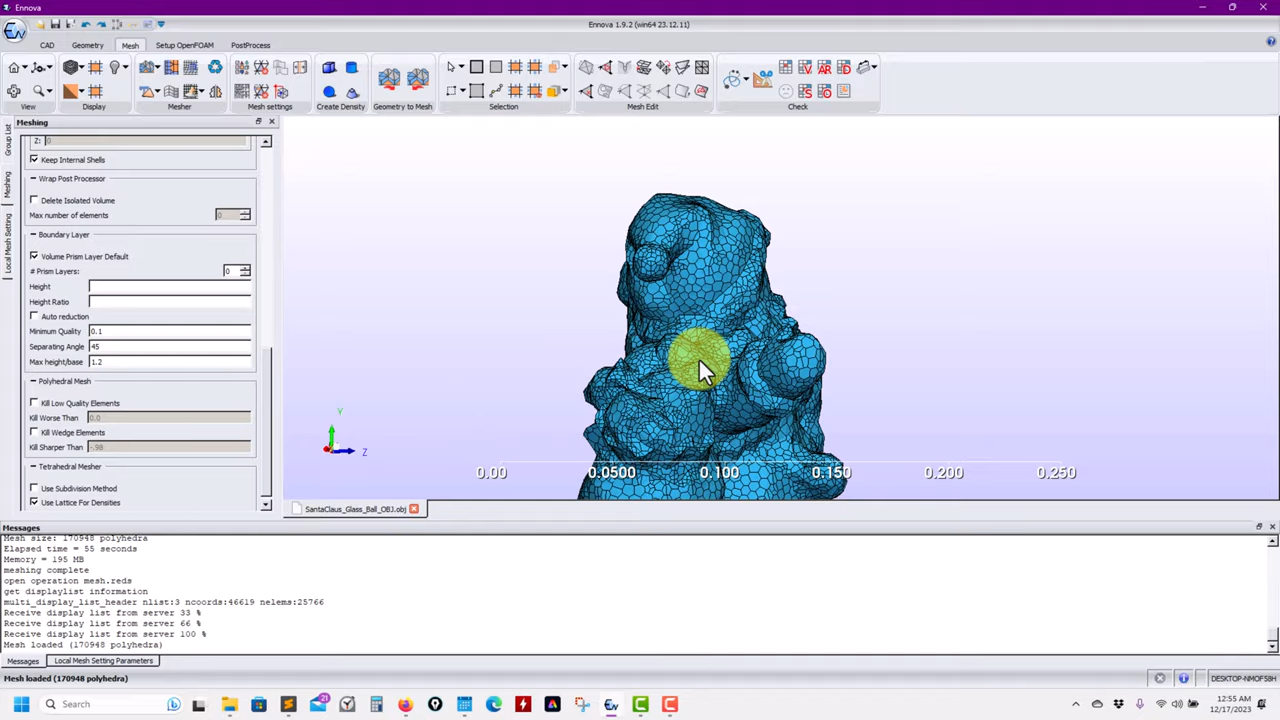 Ennova
Ennova 1.9.2 (win64 23.12.11)
CAD Geometry Mesh Setup OpenFOAM PostProcess
View Display Mesher Mesh settings Create Density Geometry to Mesh Selection Mesh Edit Check
Meshing
Group List
Meshing
Local Mesh Setting
Z: 0
Keep Internal Shells
Wrap Post Processor
Delete Isolated Volume
Max number of elements 0
Boundary Layer
Volume Prism Layer Default
# Prism Layers: 0
Height
Height Ratio
Auto reduction
Minimum Quality 0.1
Separating Angle 45
Max height/base 1.2
Polyhedral Mesh
Kill Low Quality Elements
Kill Worse Than 0.0
Kill Wedge Elements
Kill Sharper Than -.98
Tetrahedral Mesher
Use Subdivision Method
Use Lattice For Densities
Y
Z
0.00 0.0500 0.100 0.150 0.200 0.250
SantaClaus_Glass_Ball_OBJ.obj
Messages
Mesh size: 170948 polyhedra
Elapsed time = 55 seconds
Memory = 195 MB
meshing complete
open operation mesh.reds
get displaylist information
multi_display_list_header nlist:3 ncoords:46619 nelems:25766
Receive display list from server 33 %
Receive display list from server 66 %
Receive display list from server 100 %
Mesh loaded (170948 polyhedra)
Messages Local Mesh Setting Parameters
Mesh loaded (170948 polyhedra)
DESKTOP-NMOF58H
Search
21
12:55 AM
12/17/2023